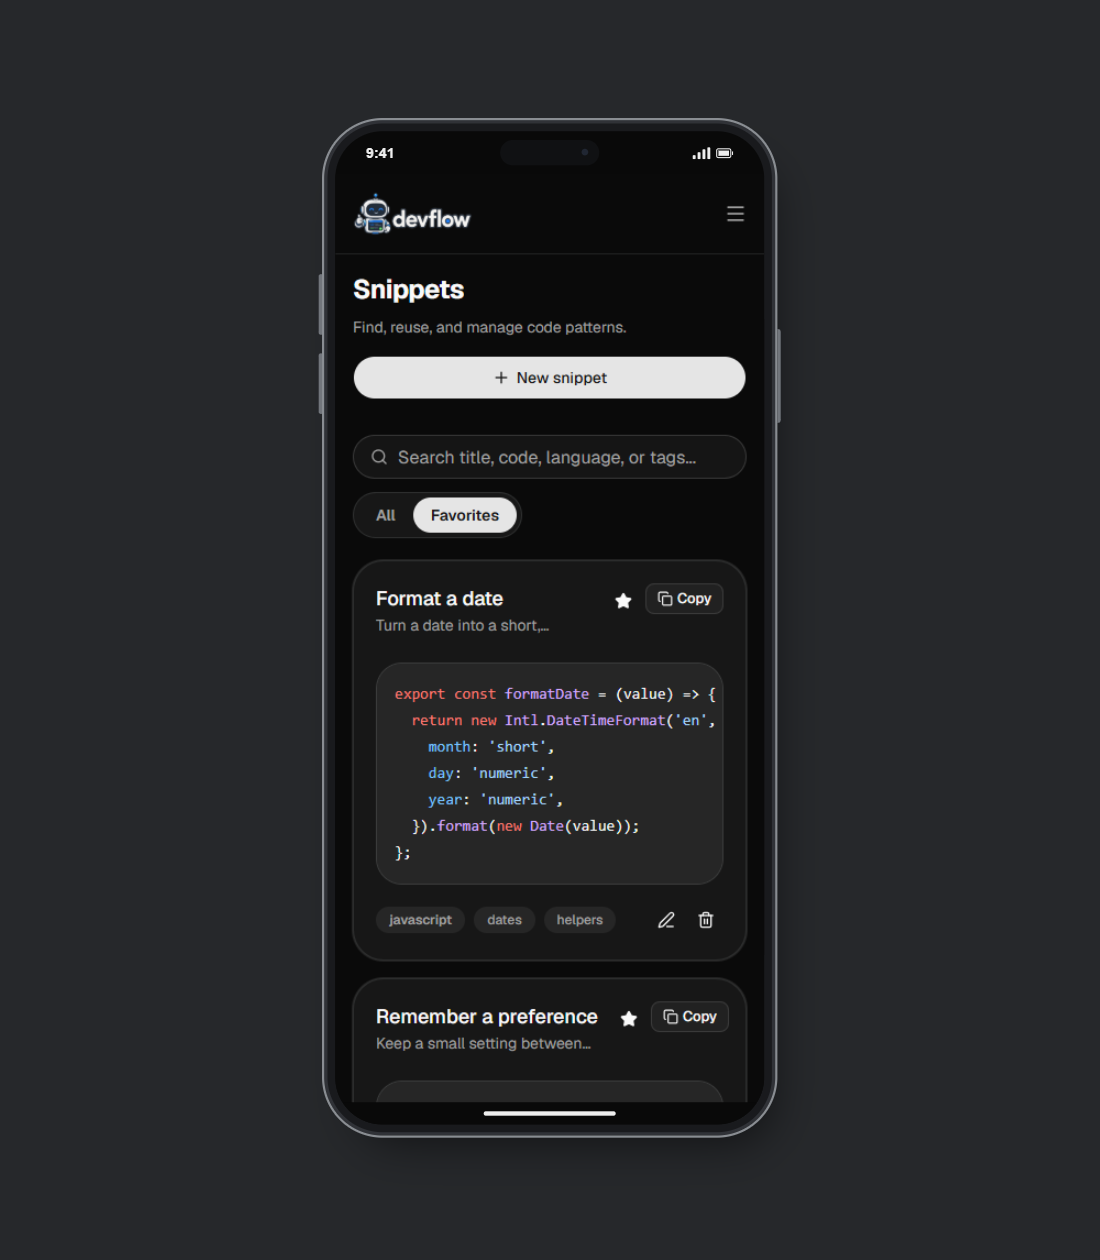 9:41
devflow
Snippets
Find, reuse, and manage code patterns.
New snippet
Search title, code, language, or tags...
All Favorites
Format a date Copy
Turn a date into a short,...
export const formatDate = (value) => {
  return new Intl.DateTimeFormat('en',
    month: 'short',
    day: 'numeric',
    year: 'numeric',
  }).format(new Date(value));
};
javascript dates helpers
Remember a preference Copy
Keep a small setting between...